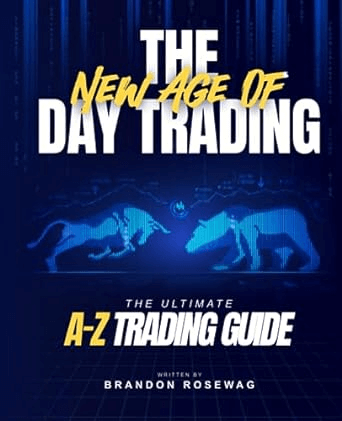 THE
NEW AGE OF
DAY TRADING
THE ULTIMATE
A-Z TRADING GUIDE
WRITTEN BY
BRANDON ROSEWAG